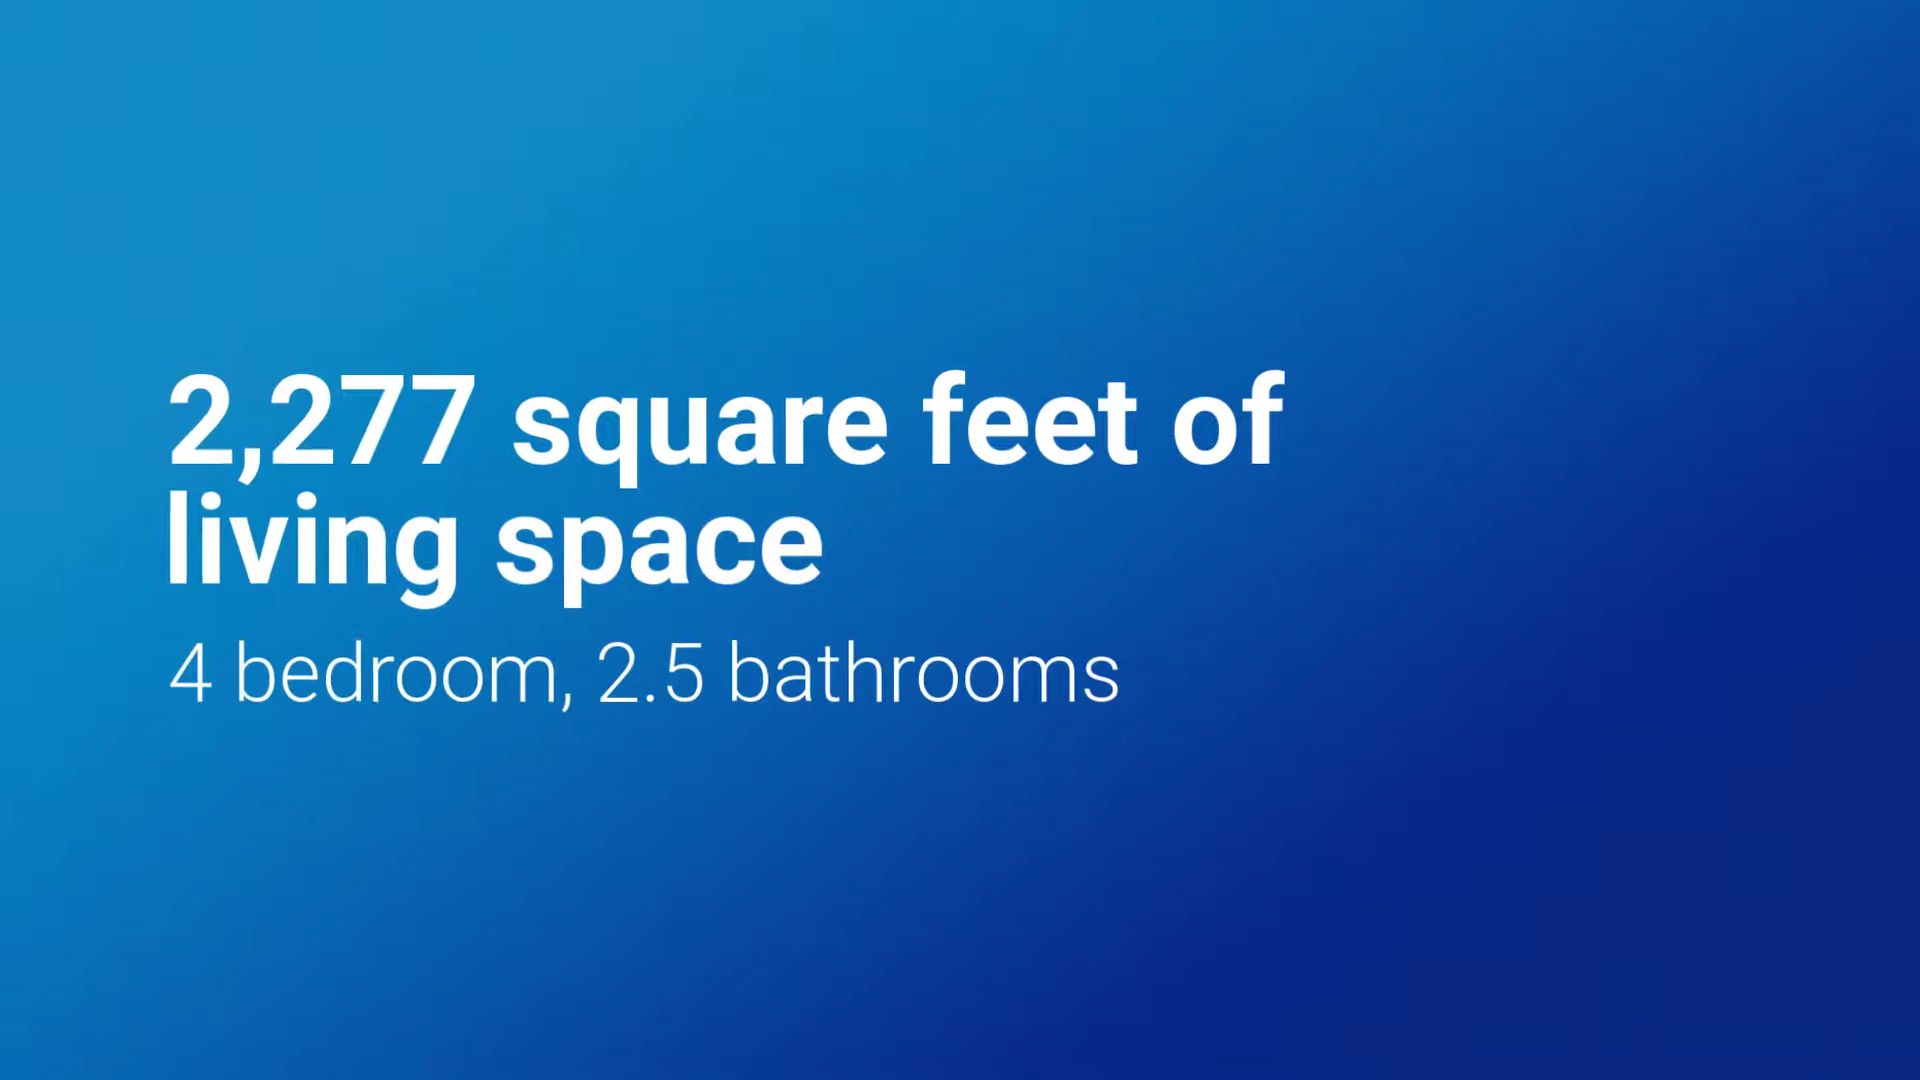 2,277 square feet of
living space
4 bedroom, 2.5 bathrooms